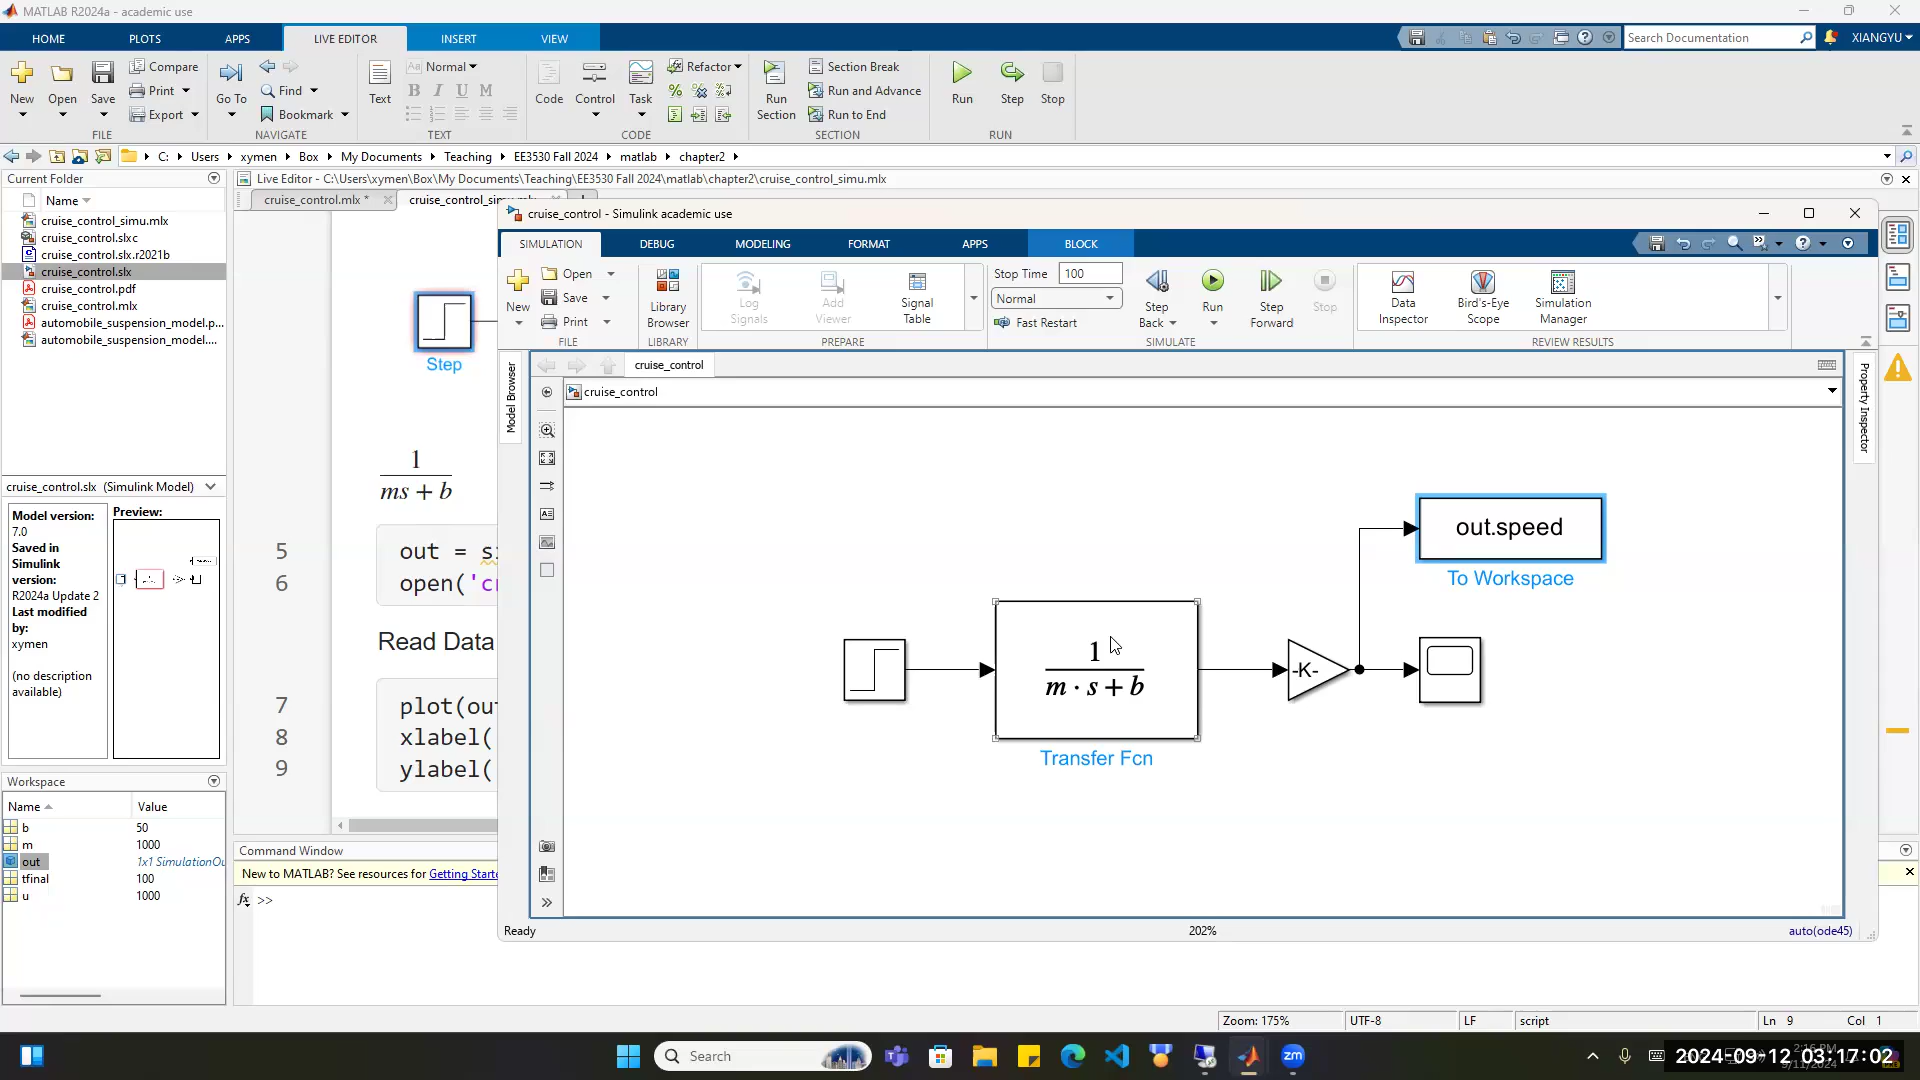 MATLAB R2024a - academic use
HOME PLOTS APPS LIVE EDITOR INSERT VIEW
Search Documentation XIANGYU
New Open Save Compare Print Export FILE
Go To Find Bookmark NAVIGATE
Text Aa Normal B I U M TEXT
Code Control Task Refactor CODE
Run Section Section Break Run and Advance Run to End SECTION
Run Step Stop RUN
C: Users xymen Box My Documents Teaching EE3530 Fall 2024 matlab chapter2
Current Folder
Name
cruise_control_simu.mlx
cruise_control.slxc
cruise_control.slx.r2021b
cruise_control.slx
cruise_control.pdf
cruise_control.mlx
automobile_suspension_model.p...
automobile_suspension_model....
cruise_control.slx (Simulink Model)
Model version:
7.0
Saved in
Simulink
version:
R2024a Update 2
Last modified
by:
xymen
(no description
available)
Preview:
Workspace
Name Value
b 50
m 1000
out 1x1 SimulationOu
tfinal 100
u 1000
Live Editor - C:\Users\xymen\Box\My Documents\Teaching\EE3530 Fall 2024\matlab\chapter2\cruise_control_simu.mlx
cruise_control.mlx * cruise_control_simu.mlx
Step
1
ms + b
5 out = si
6 open('cr
Read Data
7 plot(out
8 xlabel(
9 ylabel(
Command Window
New to MATLAB? See resources for Getting Starte
fx >>
cruise_control - Simulink academic use
SIMULATION DEBUG MODELING FORMAT APPS BLOCK
New Open Save Print FILE
Library Browser LIBRARY
Log Signals Add Viewer Signal Table PREPARE
Stop Time 100
Normal
Fast Restart
Step Back Run Step Forward Stop SIMULATE
Data Inspector Bird's-Eye Scope Simulation Manager REVIEW RESULTS
Model Browser
cruise_control
cruise_control
Property Inspector
out.speed
To Workspace
1
m · s + b
Transfer Fcn
-K-
Ready 202% auto(ode45)
Zoom: 175% UTF-8 LF script Ln 9 Col 1
Search
zm
2024-09-12 03:17:02